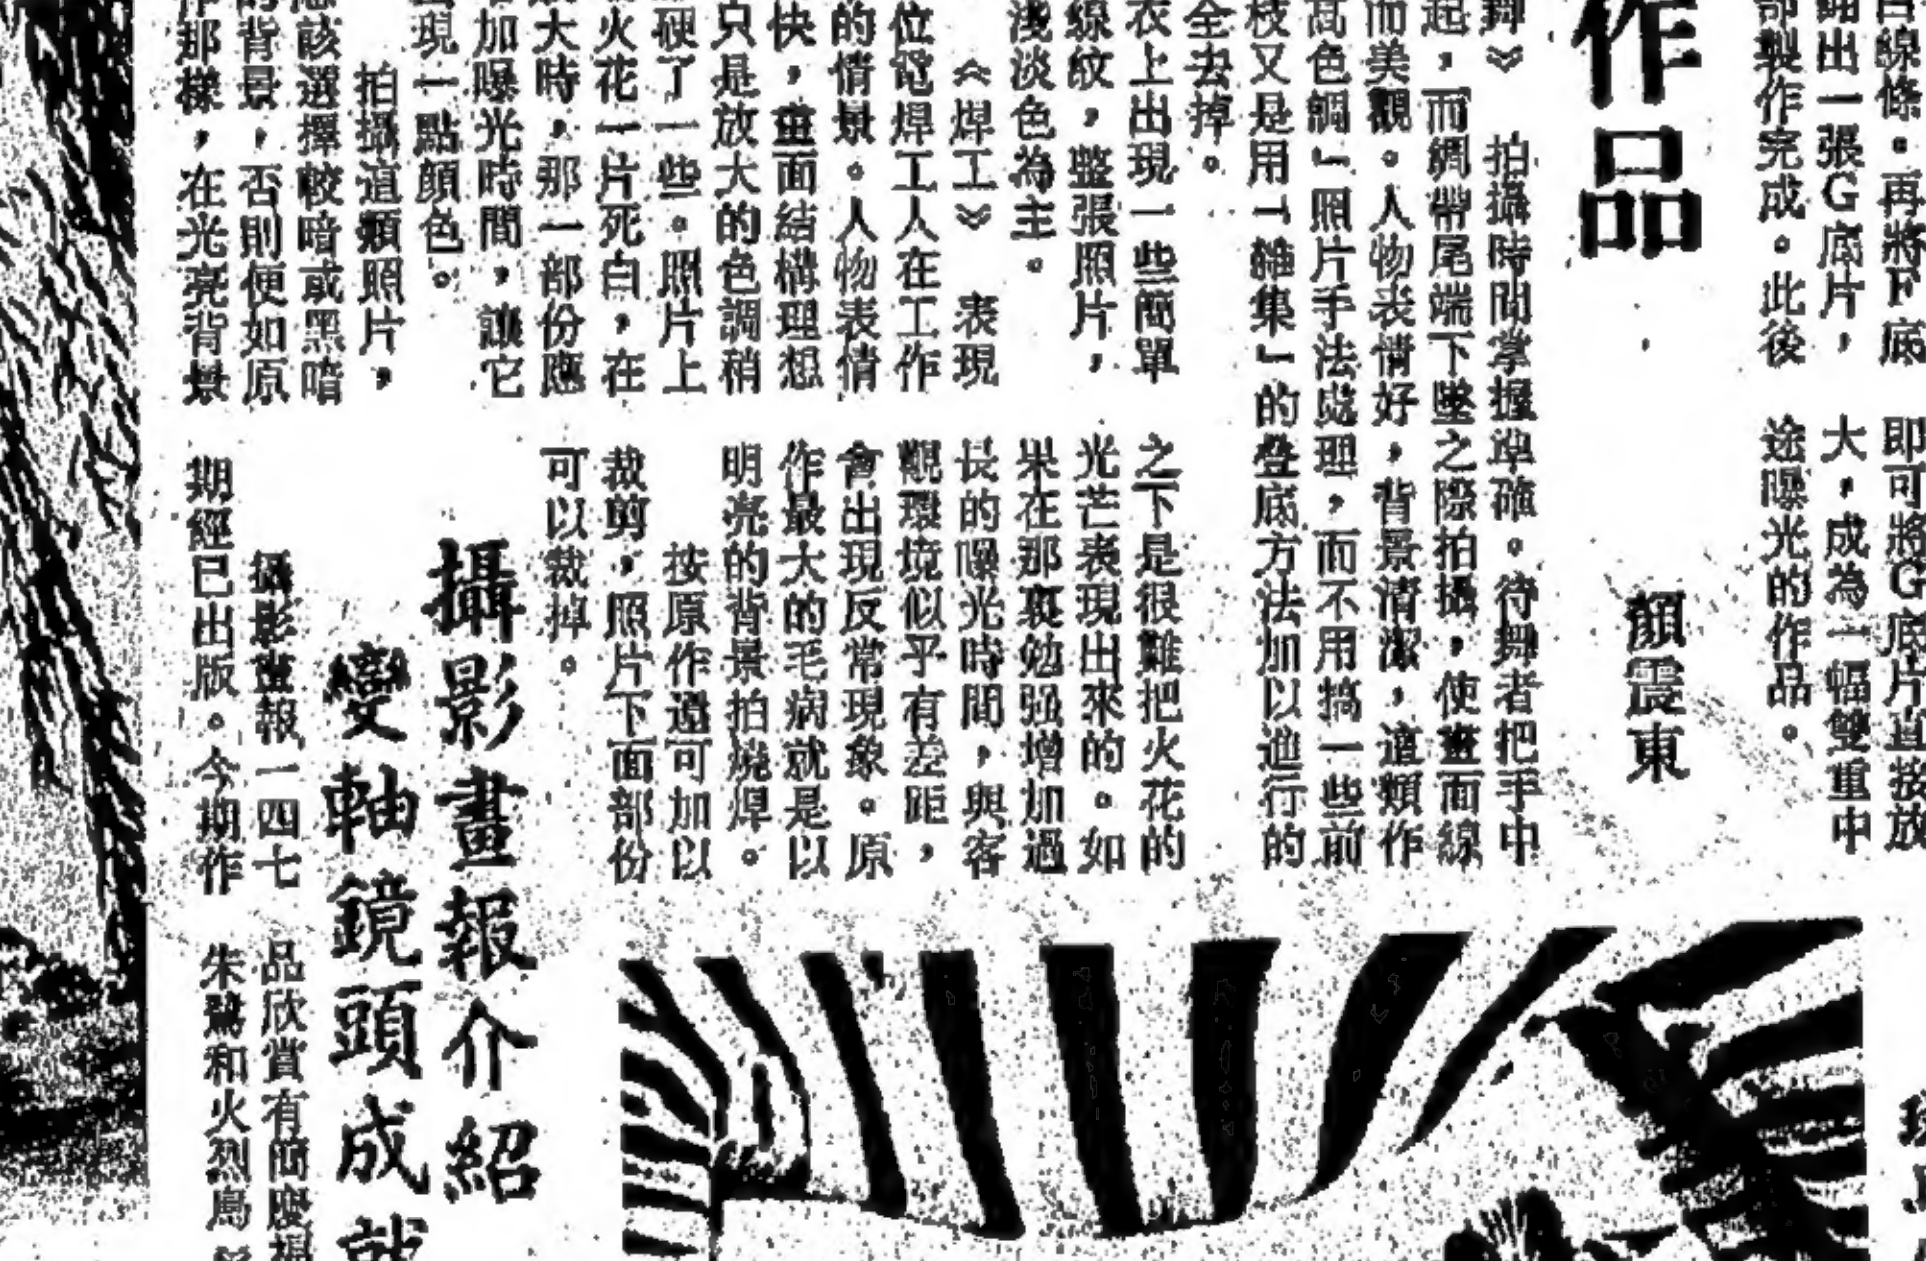 白線條。再將F底
翻出一張G底片，
部製作完成。此後
即可將G底片直接放
大，成為一幅雙重中
途曝光的作品。
作品
顏震東
舞》 拍攝時間掌握準確。待舞者把手中
起，而綢帶尾端下墜之際拍攝，使畫面線
而美觀。人物表情好，背景清潔，這類作
高色調」照片手法處理，而不用搞一些前
枝又是用「雜集」的疊底方法加以進行的
全去掉。
衣上出現一些簡單
線紋，整張照片，
淺淡色為主。
《焊工》 表現
位電焊工人在工作
的情景。人物表情
快，畫面結構理想
只是放大的色調稍
硬了一些。照片上
火花一片死白，在
大時，那一部份應
加曝光時間，讓它
現一點顏色。
拍攝這類照片，
應該選擇較暗或黑暗
的背景，否則便如原
作那樣，在光亮背景
之下是很難把火花的
光芒表現出來的。如
果在那裏勉强增加過
長的曝光時間，與客
觀環境似乎有差距，
會出現反常現象。原
作最大的毛病就是以
明亮的背景拍燒焊。
按原作還可加以
裁剪，照片下面部份
可以裁掉。
攝影畫報介紹
變軸鏡頭成就
攝影畫報一四七
期經已出版。今期作
品欣賞有簡慶福
朱鷺和火烈鳥